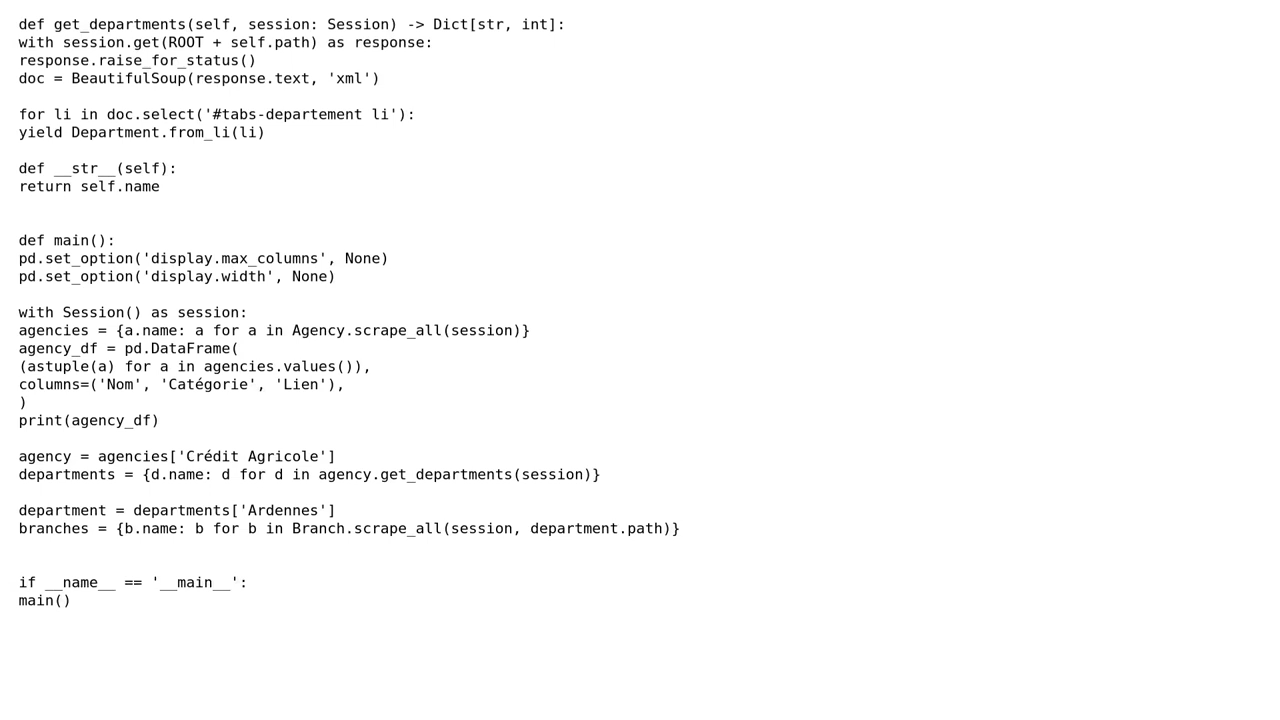 def get_departments(self, session: Session) -> Dict[str, int]:
with session.get(ROOT + self.path) as response:
response.raise_for_status()
doc = BeautifulSoup(response.text, 'xml')

for li in doc.select('#tabs-departement li'):
yield Department.from_li(li)

def __str__(self):
return self.name


def main():
pd.set_option('display.max_columns', None)
pd.set_option('display.width', None)

with Session() as session:
agencies = {a.name: a for a in Agency.scrape_all(session)}
agency_df = pd.DataFrame(
(astuple(a) for a in agencies.values()),
columns=('Nom', 'Catégorie', 'Lien'),
)
print(agency_df)

agency = agencies['Crédit Agricole']
departments = {d.name: d for d in agency.get_departments(session)}

department = departments['Ardennes']
branches = {b.name: b for b in Branch.scrape_all(session, department.path)}


if __name__ == '__main__':
main()